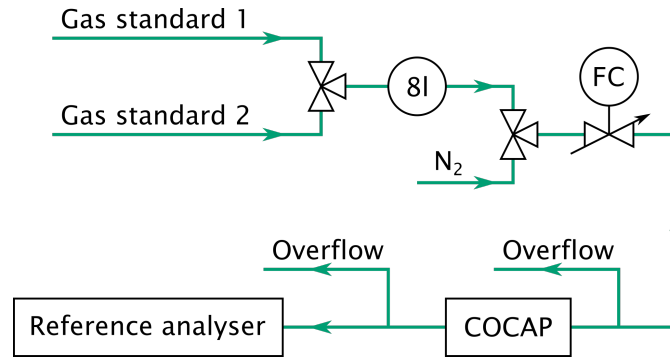 Gas standard 1
Gas standard 2
8l
FC
N₂
Overflow
Overflow
Reference analyser
COCAP